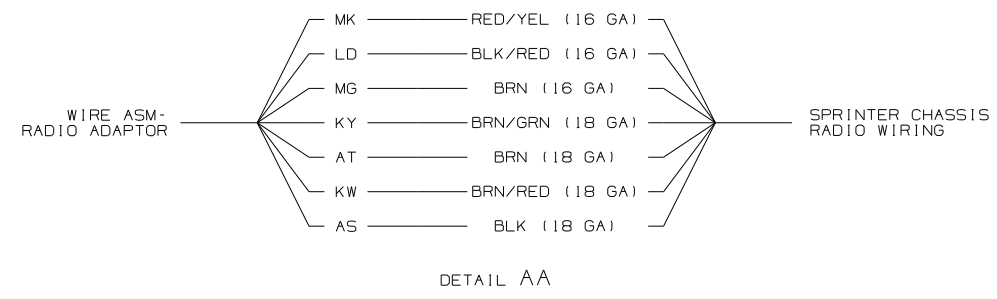 MK RED/YEL (16 GA)
LD BLK/RED (16 GA)
MG BRN (16 GA)
WIRE ASM-
RADIO ADAPTOR
KY BRN/GRN (18 GA)
SPRINTER CHASSIS
RADIO WIRING
AT BRN (18 GA)
KW BRN/RED (18 GA)
AS BLK (18 GA)
DETAIL AA